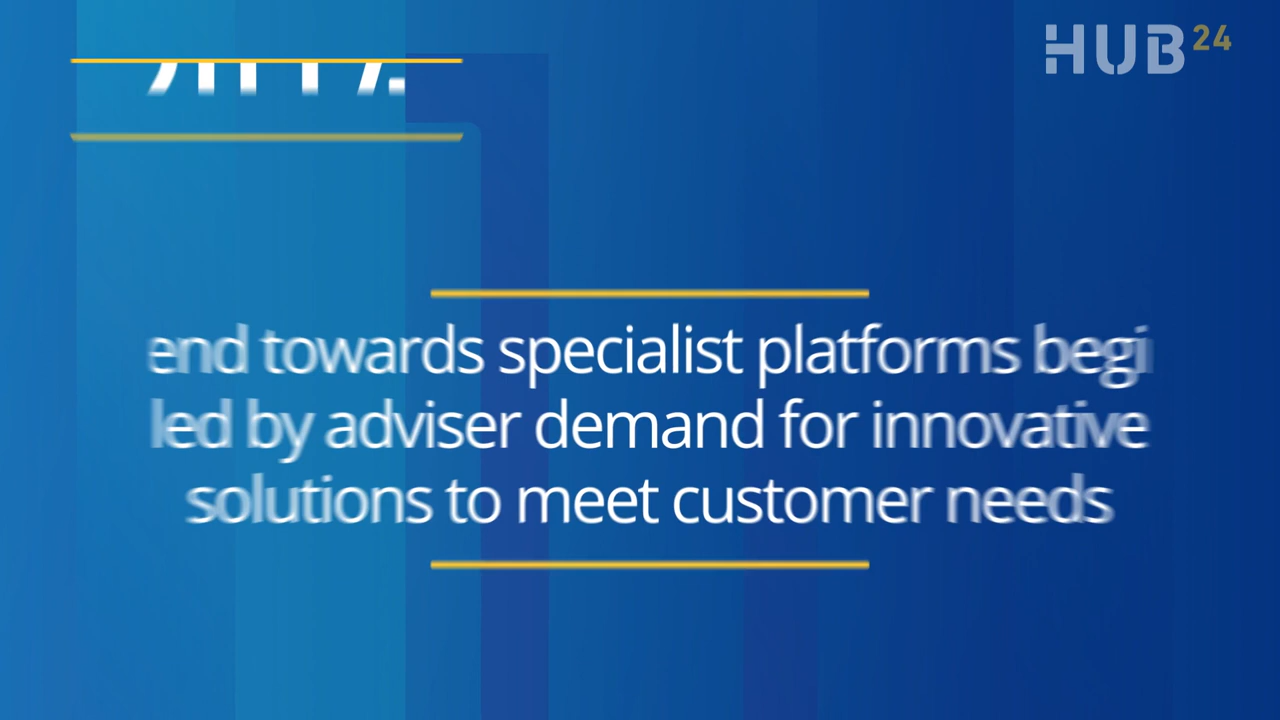 HUB24
end towards specialist platforms begi
led by adviser demand for innovative
solutions to meet customer needs